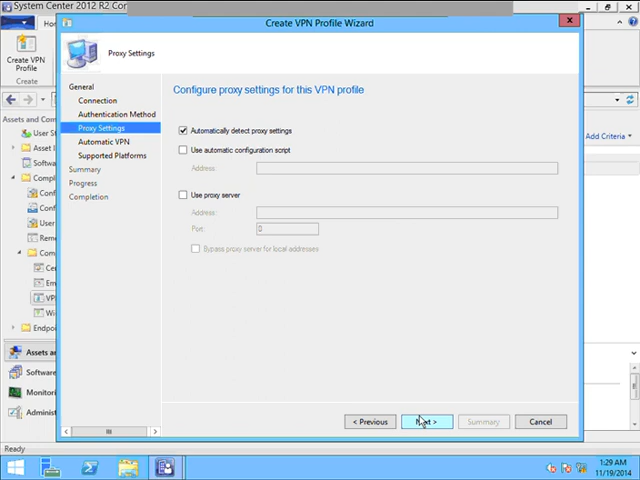 System Center 2012 R2 Cor
Create VPN Profile Wizard
Ho
Create VPN
Profile
Create
Proxy Settings
General
Connection
Authentication Method
Proxy Settings
Automatic VPN
Supported Platforms
Summary
Progress
Completion
Configure proxy settings for this VPN profile
Automatically detect proxy settings
Use automatic configuration script
Address
Use proxy server
Address:
Port:
0
Bypass proxy server for local addresses
< Previous
Next >
Summary
Cancel
Assets and Com
User St
Asset I
Softwa
Compl
Conf
Conf
User
Rem
Com
Ce
Em
VP
Wi
Endpo
Assets an
Software
Monitori
Administ
Add Criteria
Ready
1:29 AM
11/19/2014